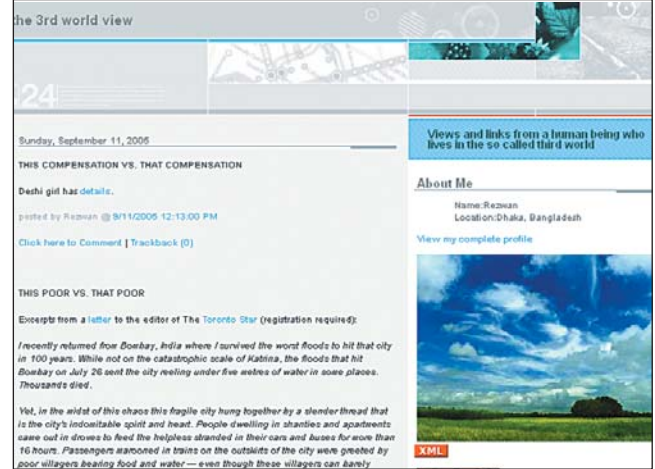 the 3rd world view
024
Sunday, September 11, 2005
THIS COMPENSATION VS. THAT COMPENSATION
Deshi girl has details.
posted by Rezwan @ 9/11/2005 12:13:00 PM
Click here to Comment | Trackback (0)
THIS POOR VS. THAT POOR
Excerpts from a letter to the editor of The Toronto Star (registration required):
I recently returned from Bombay, India where I survived the worst floods to hit that city
in 100 years. While not on the catastrophic scale of Katrina, the floods that hit
Bombay on July 26 sent the city reeling under five metres of water in some places.
Thousands died.
Yet, in the midst of this chaos this fragile city hung together by a slender thread that
is the city's indomitable spirit and heart. People dwelling in shanties and apartments
came out in droves to feed the helpless stranded in their cars and buses for more than
16 hours. Passengers marooned in trains on the outskirts of the city were greeted by
poor villagers bearing food and water — even though these villagers can barely
Views and links from a human being who
lives in the so called third world
About Me
Name:Rezwan
Location:Dhaka, Bangladesh
View my complete profile
XML